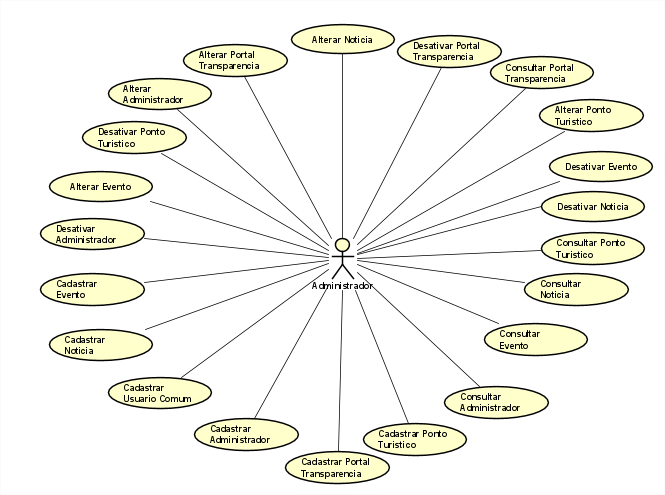 Alterar Noticia
Desativar Portal
Transparencia
Alterar Portal
Transparencia
Consultar Portal
Transparencia
Alterar
Administrador
Alterar Ponto
Turistico
Desativar Ponto
Turistico
Desativar Evento
Alterar Evento
Desativar Noticia
Desativar
Administrador
Consultar Ponto
Turistico
Administrador
Cadastrar
Evento
Consultar
Noticia
Cadastrar
Noticia
Consultar
Evento
Cadastrar
Usuario Comum
Consultar
Administrador
Cadastrar
Administrador
Cadastrar Ponto
Turistico
Cadastrar Portal
Transparencia